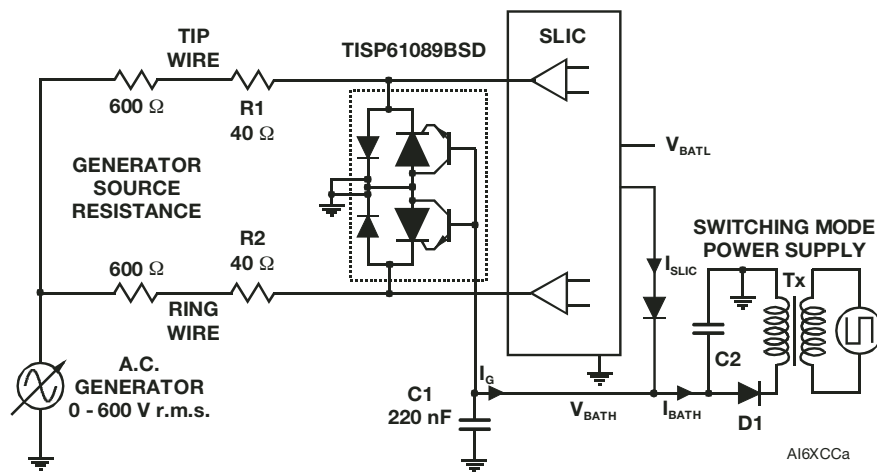 TIP
WIRE
TISP61089BSD
SLIC
600 Ω
R1
40 Ω
GENERATOR
SOURCE
RESISTANCE
V_BATL
R2
40 Ω
600 Ω
RING
WIRE
SWITCHING MODE
POWER SUPPLY
I_SLIC
Tx
C2
A.C.
GENERATOR
0 - 600 V r.m.s.
C1
220 nF
I_G
V_BATH
I_BATH
D1
AI6XCCa